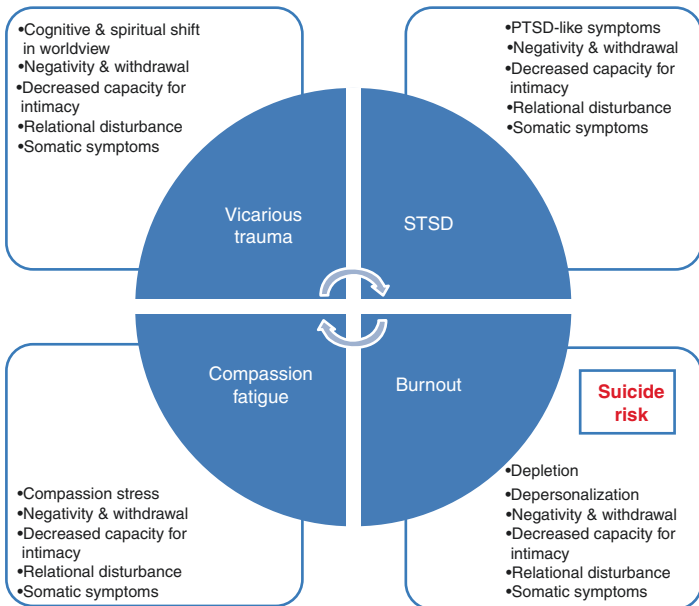 •Cognitive & spiritual shift
in worldview
•Negativity & withdrawal
•Decreased capacity for
intimacy
•Relational disturbance
•Somatic symptoms
•PTSD-like symptoms
•Negativity & withdrawal
•Decreased capacity for
intimacy
•Relational disturbance
•Somatic symptoms
Vicarious
trauma
STSD
Compassion
fatigue
Burnout
•Compassion stress
•Negativity & withdrawal
•Decreased capacity for
intimacy
•Relational disturbance
•Somatic symptoms
Suicide
risk
•Depletion
•Depersonalization
•Negativity & withdrawal
•Decreased capacity for
intimacy
•Relational disturbance
•Somatic symptoms